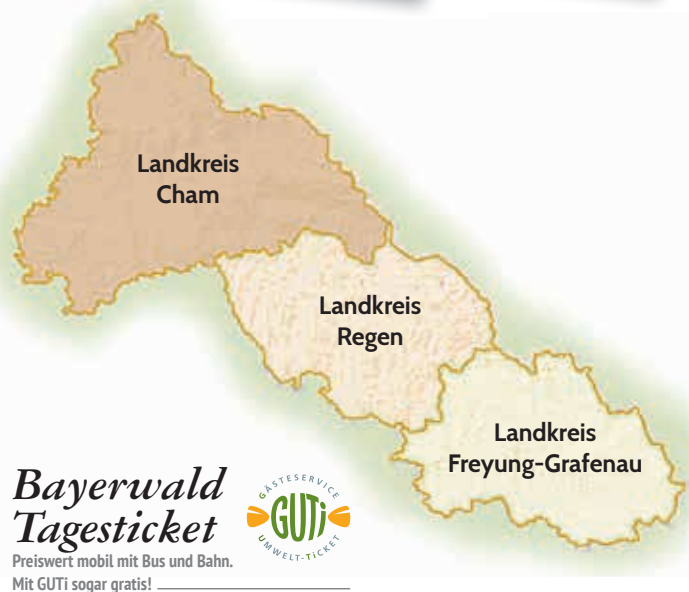 Landkreis
Cham
Landkreis
Regen
Landkreis
Freyung-Grafenau
Bayerwald
Tagesticket
GÄSTESERVICE
GUTi
UMWELT-TiCKET
Preiswert mobil mit Bus und Bahn.
Mit GUTi sogar gratis!